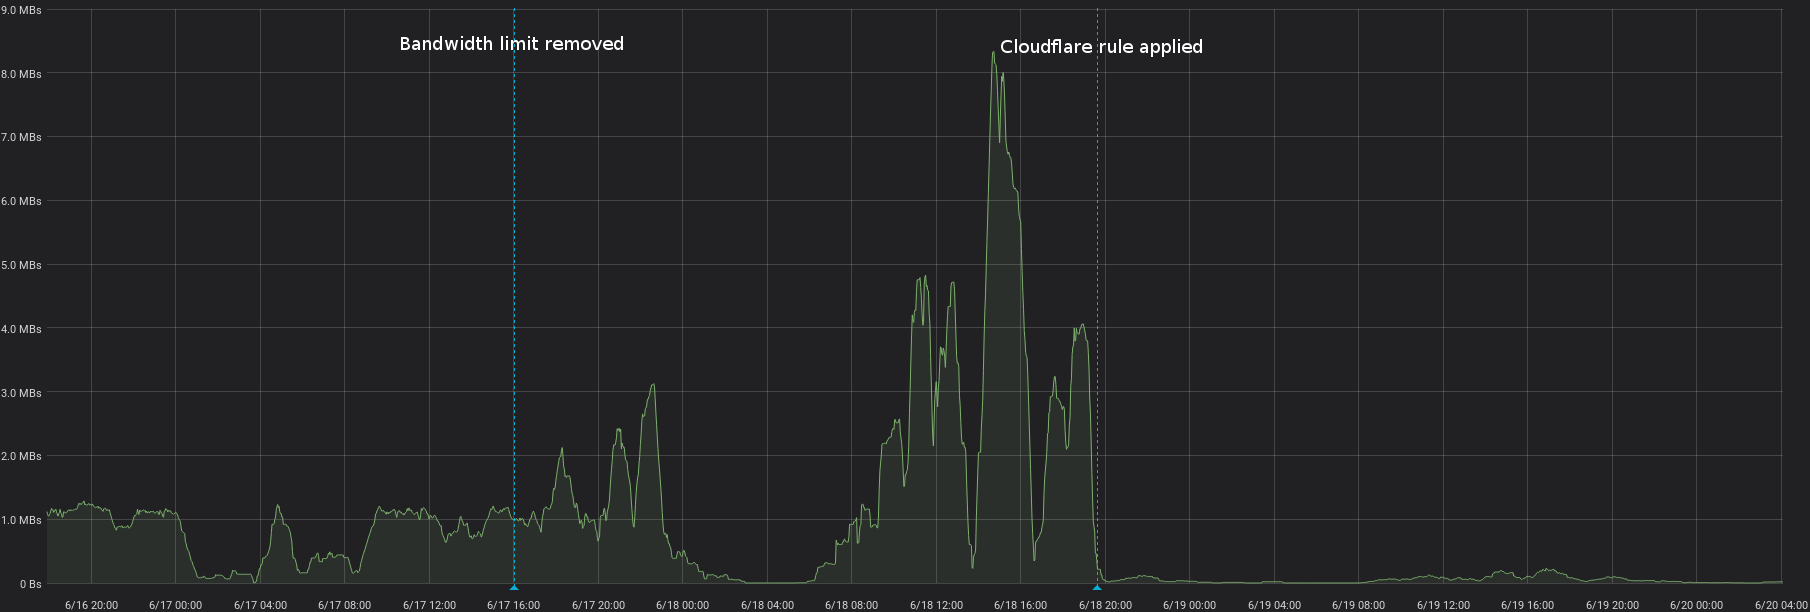 9.0 MBs
Bandwidth limit removed
Cloudflare rule applied
8.0 MBs
7.0 MBs
6.0 MBs
5.0 MBs
4.0 MBs
3.0 MBs
2.0 MBs
1.0 MBs
0 Bs
6/16 20:00 6/17 00:00 6/17 04:00 6/17 08:00 6/17 12:00 6/17 16:00 6/17 20:00 6/18 00:00 6/18 04:00 6/18 08:00 6/18 12:00 6/18 16:00 6/18 20:00 6/19 00:00 6/19 04:00 6/19 08:00 6/19 12:00 6/19 16:00 6/19 20:00 6/20 00:00 6/20 04:00